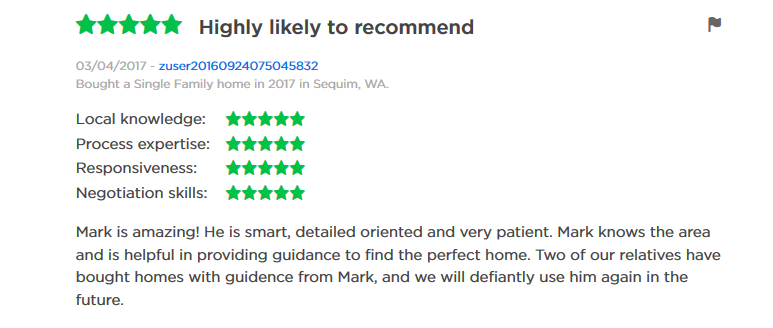 Highly likely to recommend
03/04/2017 - zuser20160924075045832
Bought a Single Family home in 2017 in Sequim, WA.
Local knowledge:
Process expertise:
Responsiveness:
Negotiation skills:
Mark is amazing! He is smart, detailed oriented and very patient. Mark knows the area
and is helpful in providing guidance to find the perfect home. Two of our relatives have
bought homes with guidence from Mark, and we will defiantly use him again in the
future.